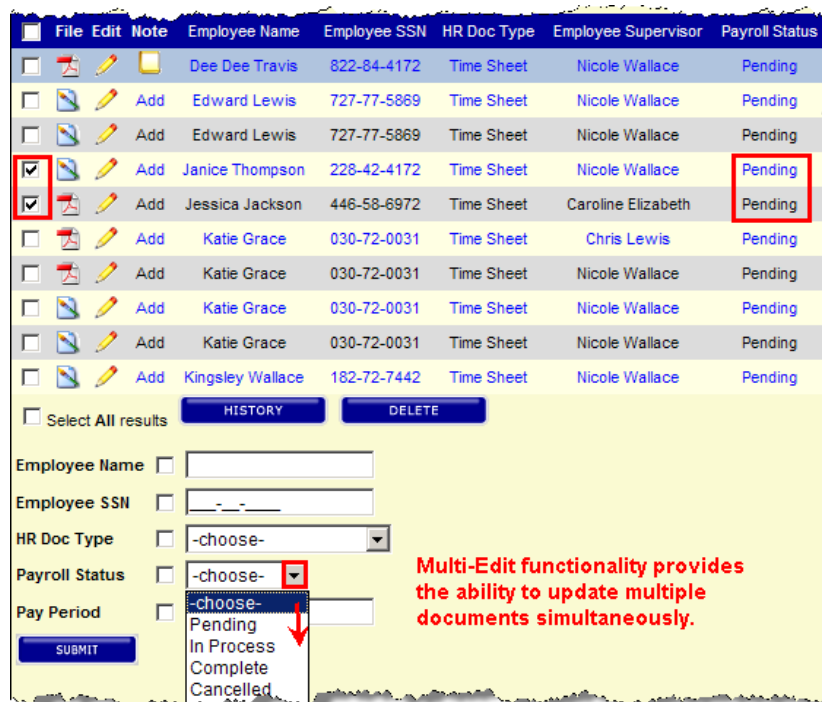 File Edit Note Employee Name Employee SSN HR Doc Type Employee Supervisor Payroll Status
Dee Dee Travis 822-84-4172 Time Sheet Nicole Wallace Pending
Add Edward Lewis 727-77-5869 Time Sheet Nicole Wallace Pending
Add Edward Lewis 727-77-5869 Time Sheet Nicole Wallace Pending
Add Janice Thompson 228-42-4172 Time Sheet Nicole Wallace Pending
Add Jessica Jackson 446-58-6972 Time Sheet Caroline Elizabeth Pending
Add Katie Grace 030-72-0031 Time Sheet Chris Lewis Pending
Add Katie Grace 030-72-0031 Time Sheet Nicole Wallace Pending
Add Katie Grace 030-72-0031 Time Sheet Nicole Wallace Pending
Add Katie Grace 030-72-0031 Time Sheet Nicole Wallace Pending
Add Kingsley Wallace 182-72-7442 Time Sheet Nicole Wallace Pending
Select All results HISTORY DELETE
Employee Name
Employee SSN ___-__-____
HR Doc Type -choose-
Payroll Status -choose-
Pay Period
-choose-
Pending
In Process
Complete
Cancelled
SUBMIT
Multi-Edit functionality provides
the ability to update multiple
documents simultaneously.